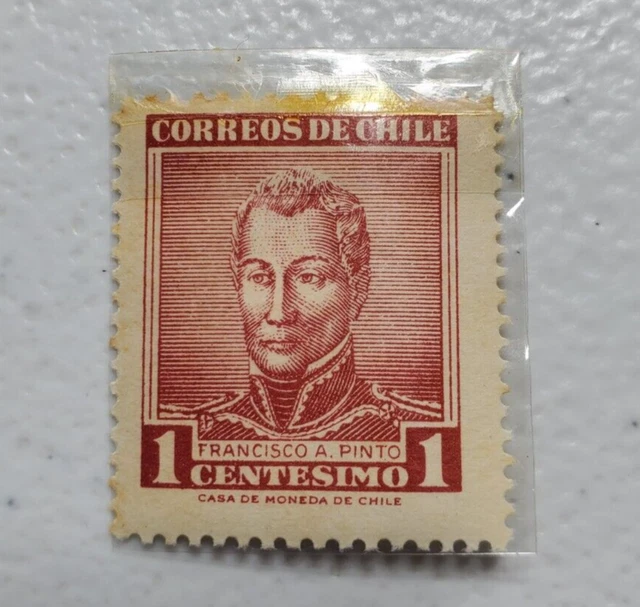 CORREOS DE CHILE
FRANCISCO A. PINTO
1 CENTESIMO 1
CASA DE MONEDA DE CHILE